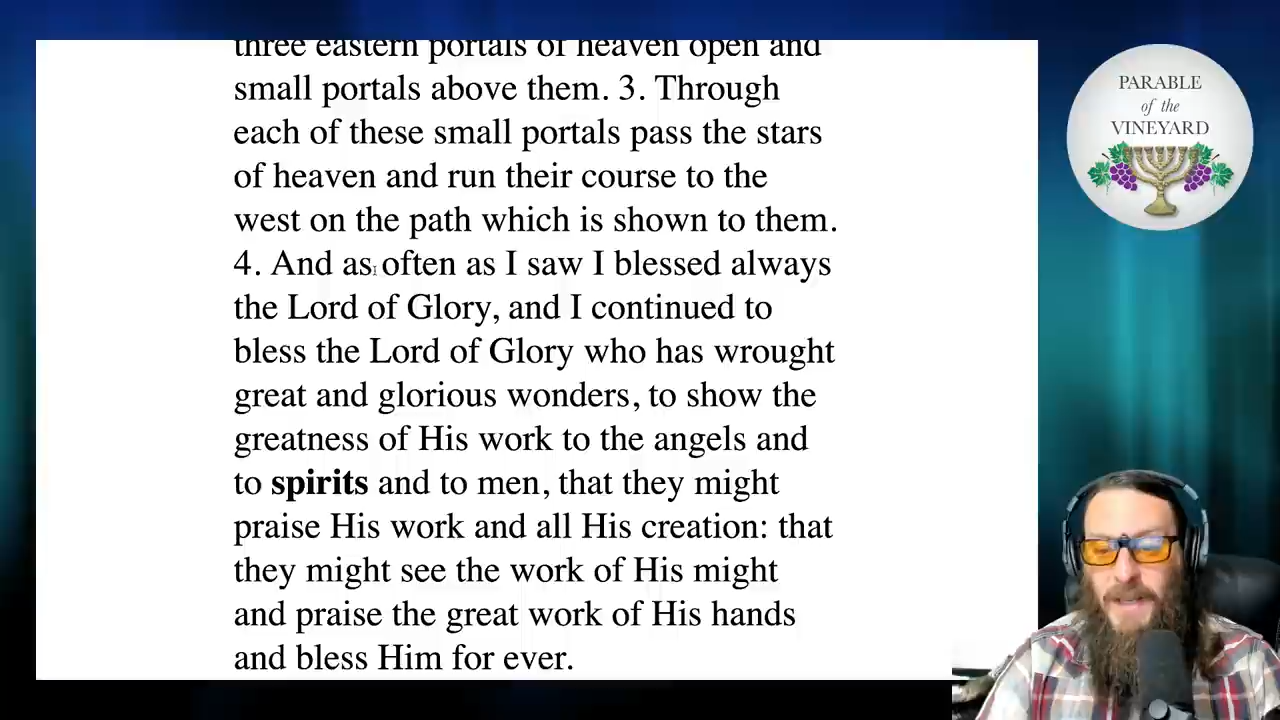 three eastern portals of heaven open and
small portals above them. 3. Through
each of these small portals pass the stars
of heaven and run their course to the
west on the path which is shown to them.
4. And as often as I saw I blessed always
the Lord of Glory, and I continued to
bless the Lord of Glory who has wrought
great and glorious wonders, to show the
greatness of His work to the angels and
to spirits and to men, that they might
praise His work and all His creation: that
they might see the work of His might
and praise the great work of His hands
and bless Him for ever.
PARABLE
of the
VINEYARD